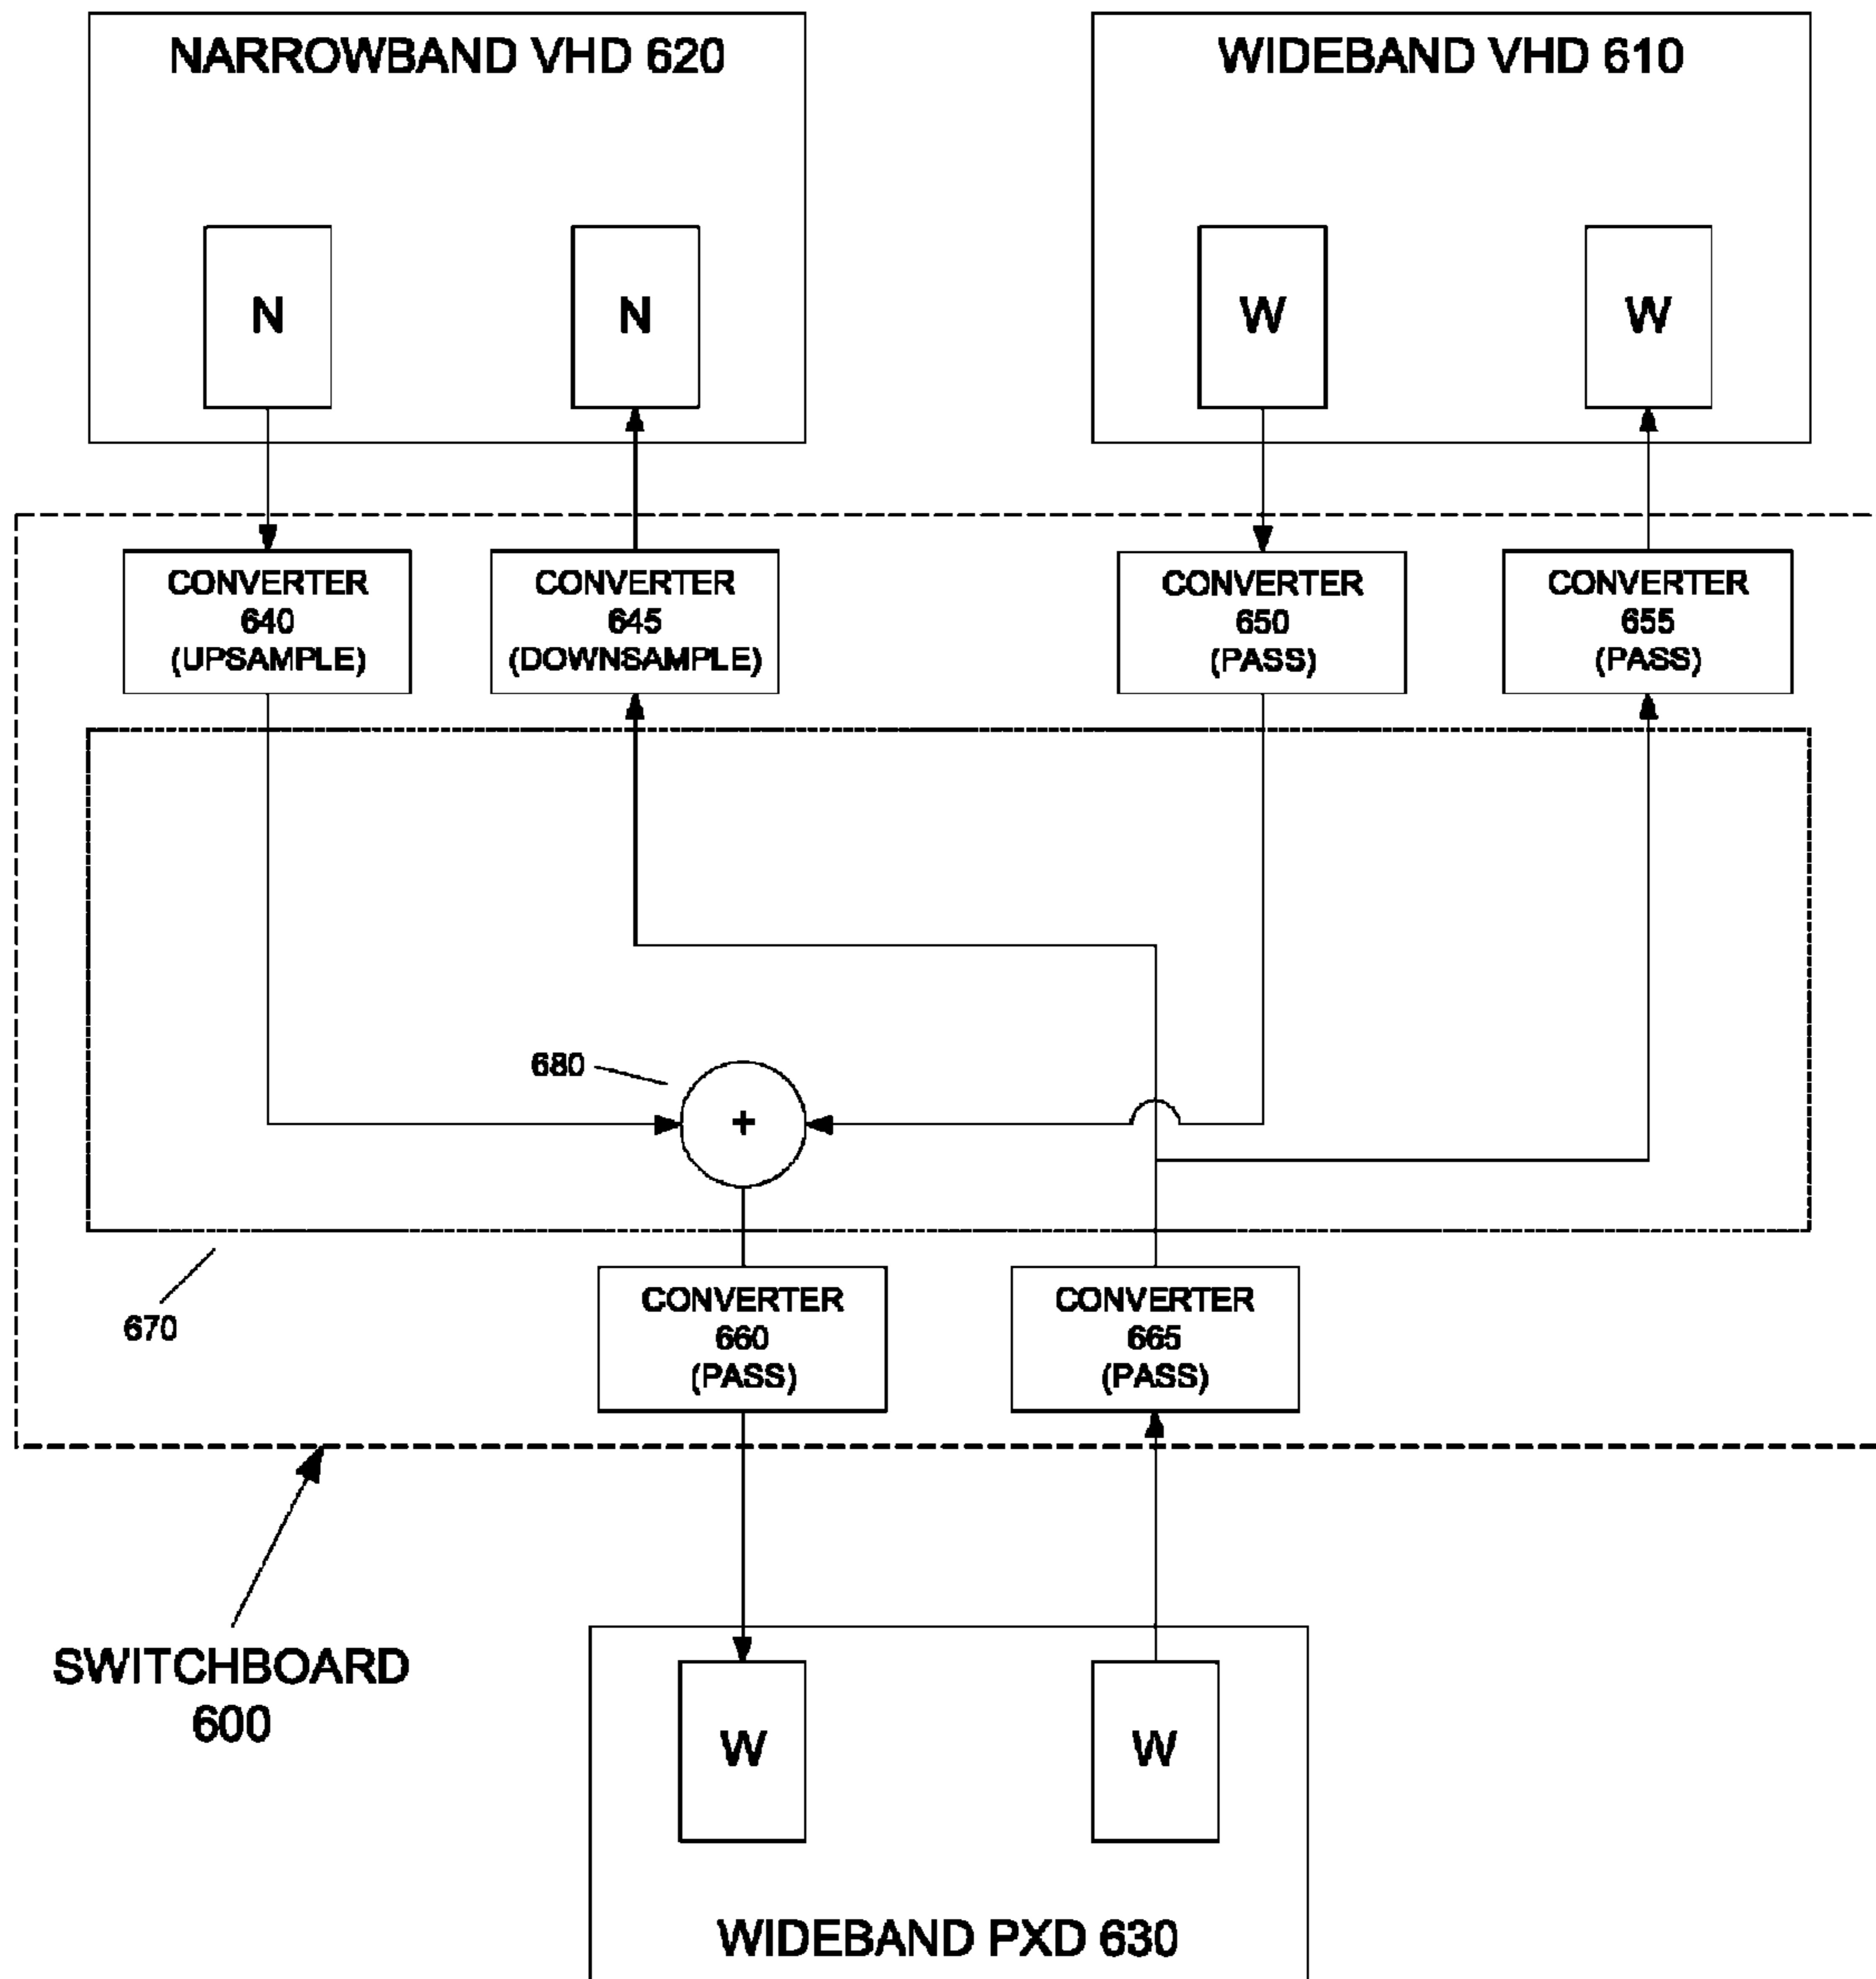 NARROWBAND VHD 620
WIDEBAND VHD 610
N
N
W
W
CONVERTER
640
(UPSAMPLE)
CONVERTER
645
(DOWNSAMPLE)
CONVERTER
650
(PASS)
CONVERTER
655
(PASS)
680
+
670
CONVERTER
660
(PASS)
CONVERTER
665
(PASS)
SWITCHBOARD
600
W
W
WIDEBAND PXD 630